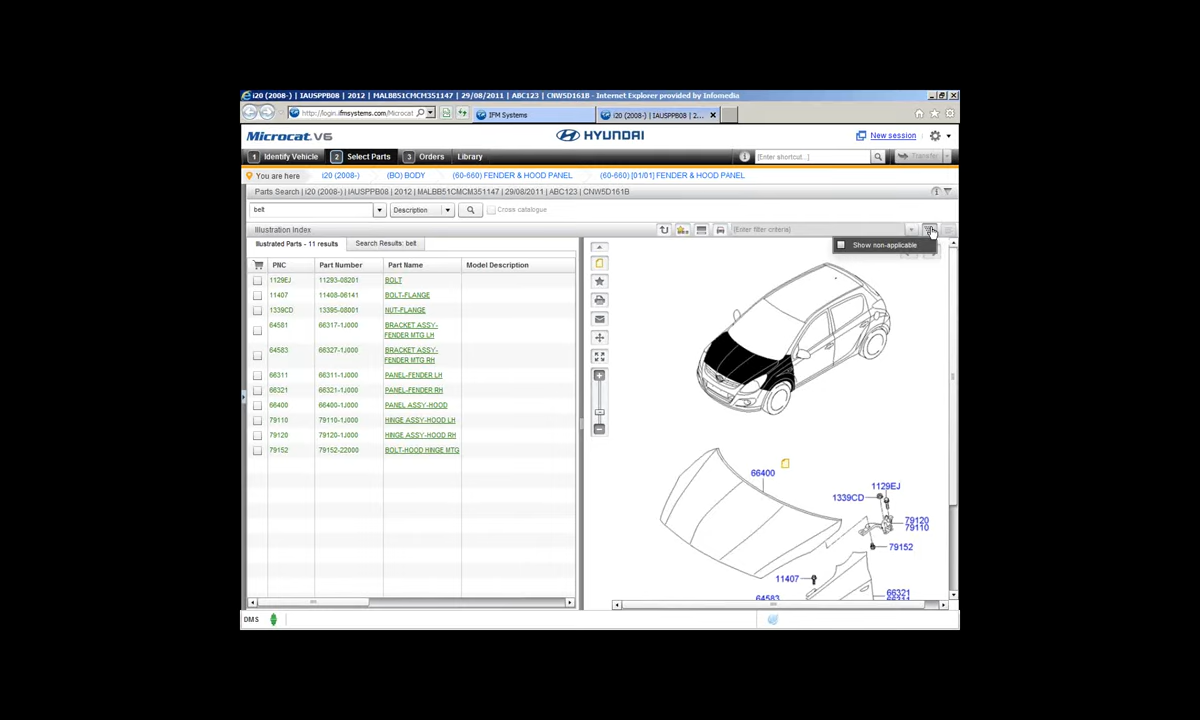 i20 (2008-) | IAUSPPB08 | 2012 | MALBB51CMCM351147 | 29/08/2011 | ABC123 | CNW5D161B - Internet Explorer provided by Infomedia
http://login.ifmsystems.com/Microcat
IFM Systems
i20 (2008-) | IAUSPPB08 | 2...
Microcat.V6
HYUNDAI
New session
1 Identify Vehicle
2 Select Parts
3 Orders
Library
[Enter shortcut...]
Transfer
You are here
i20 (2008-)
(BO) BODY
(60-660) FENDER & HOOD PANEL
(60-660) [01/01] FENDER & HOOD PANEL
Parts Search | i20 (2008-) | IAUSPPB08 | 2012 | MALBB51CMCM351147 | 29/08/2011 | ABC123 | CNW5D161B
belt
Description
Cross catalogue
Illustration Index
[Enter filter criteria]
Show non-applicable
Illustrated Parts - 11 results
Search Results: belt
PNC Part Number Part Name Model Description
1129EJ 11293-08201 BOLT
11407 11408-06141 BOLT-FLANGE
1339CD 13395-08001 NUT-FLANGE
64581 66317-1J000 BRACKET ASSY-
FENDER MTG LH
64583 66327-1J000 BRACKET ASSY-
FENDER MTG RH
66311 66311-1J000 PANEL-FENDER LH
66321 66321-1J000 PANEL-FENDER RH
66400 66400-1J000 PANEL ASSY-HOOD
79110 79110-1J000 HINGE ASSY-HOOD LH
79120 79120-1J000 HINGE ASSY-HOOD RH
79152 79152-22000 BOLT-HOOD HINGE MTG
66400
1129EJ
1339CD
79120
79110
79152
11407
64583
66321
DMS